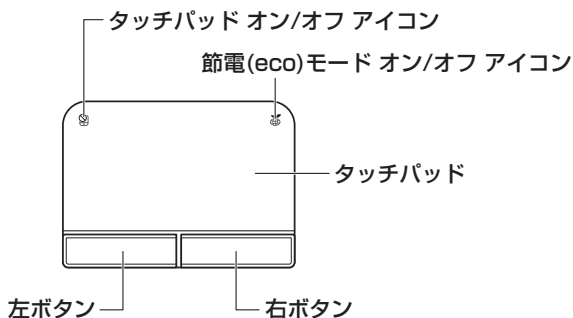 タッチパッド オン/オフ アイコン
節電(eco)モード オン/オフ アイコン
タッチパッド
左ボタン
右ボタン